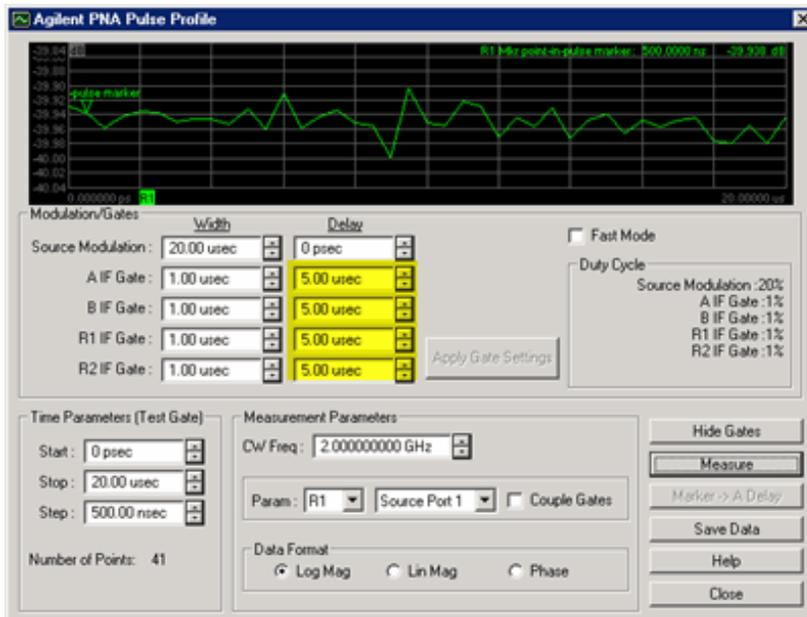 Agilent PNA Pulse Profile
-39.84 dB
R1 Mkr point-in-pulse marker: 500.0000 ns -39.938 dB
-39.88
-39.90
-39.92
-pulse marker
-39.94
-39.96
-39.98
-40.00
-40.02
-40.04
0.000000 ps R1 20.00000 us
Modulation/Gates
Width Delay
Source Modulation : 20.00 usec 0 psec
A IF Gate : 1.00 usec 5.00 usec
B IF Gate : 1.00 usec 5.00 usec
R1 IF Gate : 1.00 usec 5.00 usec
R2 IF Gate : 1.00 usec 5.00 usec
Apply Gate Settings
Fast Mode
Duty Cycle
Source Modulation :20%
A IF Gate :1%
B IF Gate :1%
R1 IF Gate :1%
R2 IF Gate :1%
Time Parameters (Test Gate)
Start : 0 psec
Stop : 20.00 usec
Step : 500.00 nsec
Number of Points: 41
Measurement Parameters
CW Freq : 2.000000000 GHz
Param : R1 Source Port 1 Couple Gates
Data Format
Log Mag Lin Mag Phase
Hide Gates
Measure
Marker -> A Delay
Save Data
Help
Close